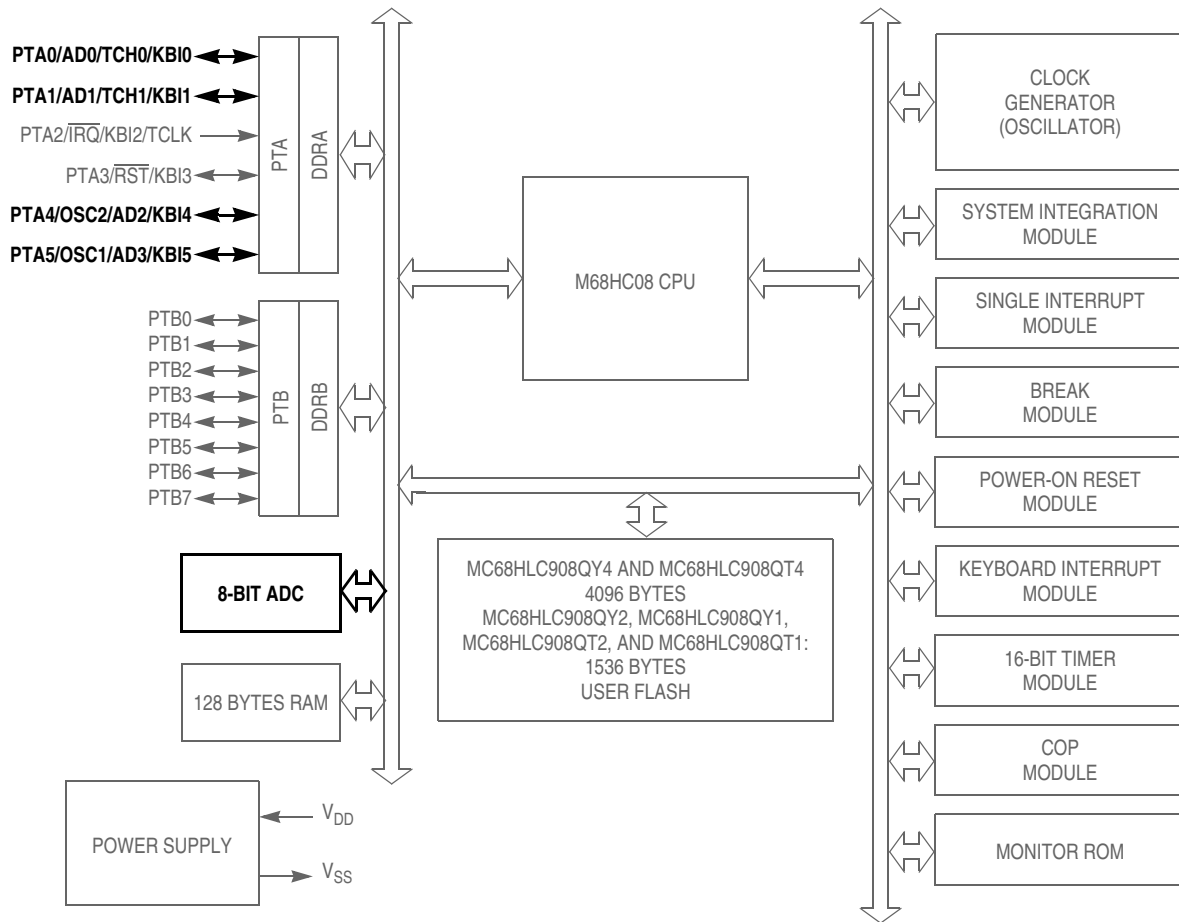 PTA0/AD0/TCH0/KBI0
PTA1/AD1/TCH1/KBI1
PTA2/IRQ/KBI2/TCLK
PTA3/RST/KBI3
PTA4/OSC2/AD2/KBI4
PTA5/OSC1/AD3/KBI5
PTA
DDRA
PTB0
PTB1
PTB2
PTB3
PTB4
PTB5
PTB6
PTB7
PTB
DDRB
8-BIT ADC
128 BYTES RAM
POWER SUPPLY
VDD
VSS
M68HC08 CPU
MC68HLC908QY4 AND MC68HLC908QT4
4096 BYTES
MC68HLC908QY2, MC68HLC908QY1,
MC68HLC908QT2, AND MC68HLC908QT1:
1536 BYTES
USER FLASH
CLOCK
GENERATOR
(OSCILLATOR)
SYSTEM INTEGRATION
MODULE
SINGLE INTERRUPT
MODULE
BREAK
MODULE
POWER-ON RESET
MODULE
KEYBOARD INTERRUPT
MODULE
16-BIT TIMER
MODULE
COP
MODULE
MONITOR ROM